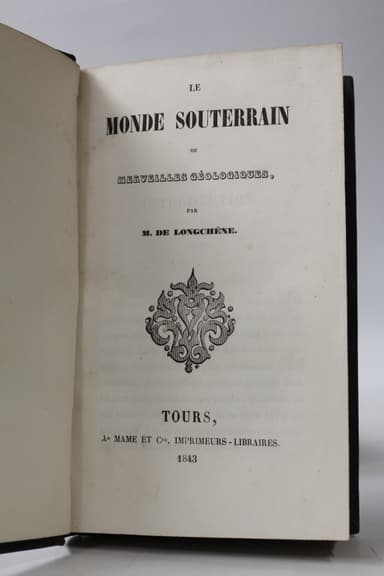 LE
MONDE SOUTERRAIN
OU
MERVEILLES GÉOLOGIQUES,
PAR
M. DE LONGCHÊNE.
TOURS,
Ad MAME ET Cie, IMPRIMEURS-LIBRAIRES.
1843